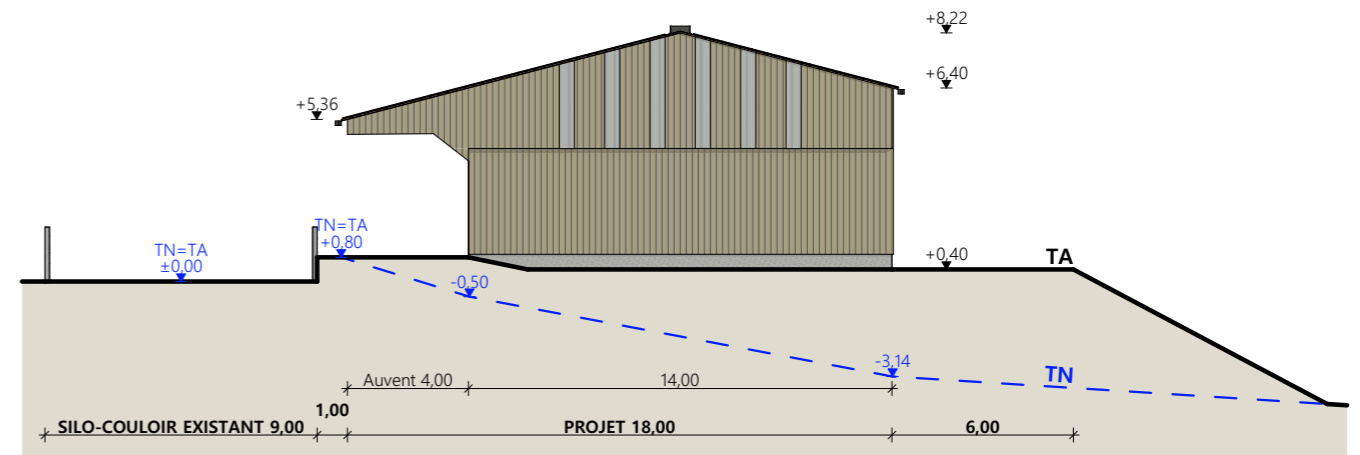 +8,22
+6,40
+5,36
TN=TA
+0,80
TN=TA
±0,00
+0,40
TA
-0,50
-3,14
TN
Auvent 4,00
14,00
1,00
SILO-COULOIR EXISTANT 9,00
PROJET 18,00
6,00